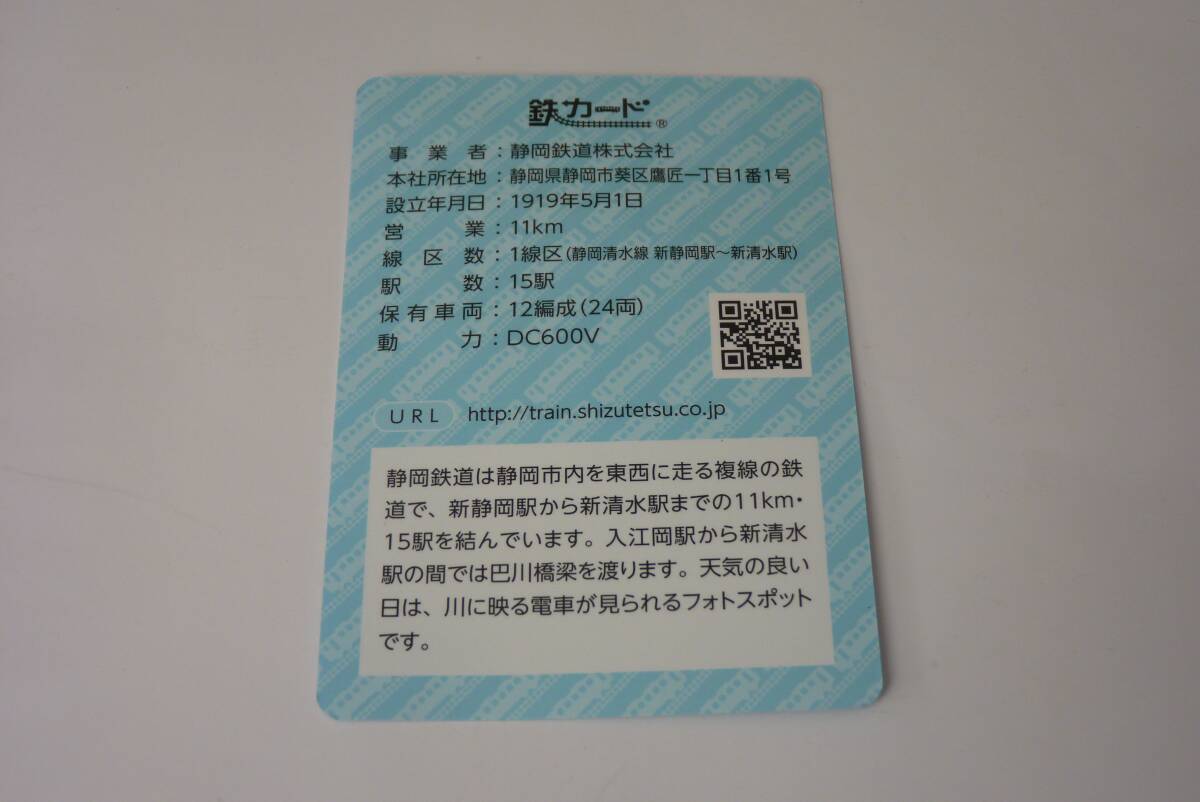 鉄カード®
事業者：静岡鉄道株式会社
本社所在地：静岡県静岡市葵区鷹匠一丁目1番1号
設立年月日：1919年5月1日
営業：11km
線区数：1線区(静岡清水線 新静岡駅～新清水駅)
駅数：15駅
保有車両：12編成(24両)
動力：DC600V
URL http://train.shizutetsu.co.jp
静岡鉄道は静岡市内を東西に走る複線の鉄
道で、新静岡駅から新清水駅までの11km・
15駅を結んでいます。入江岡駅から新清水
駅の間では巴川橋梁を渡ります。天気の良い
日は、川に映る電車が見られるフォトスポット
です。